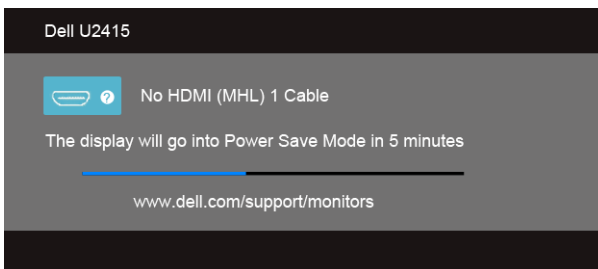 Dell U2415
? No HDMI (MHL) 1 Cable
The display will go into Power Save Mode in 5 minutes
www.dell.com/support/monitors